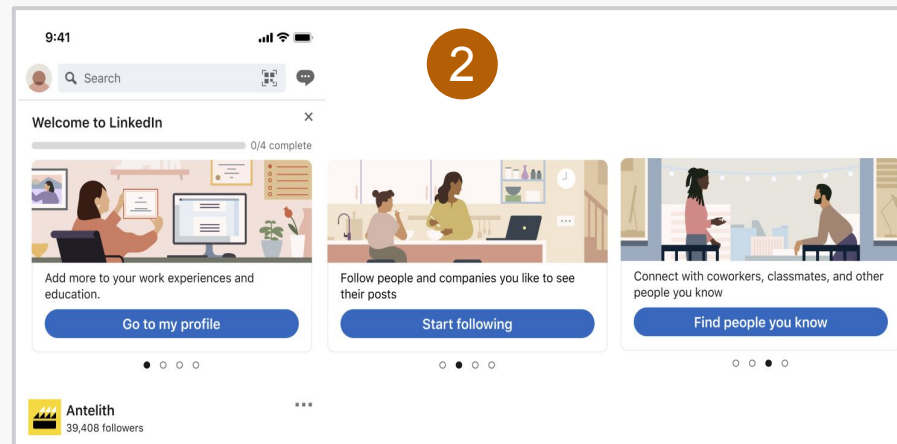 9:41
2
Search
Welcome to LinkedIn
0/4 complete
Add more to your work experiences and
education.
Go to my profile
Follow people and companies you like to see
their posts
Start following
Connect with coworkers, classmates, and other
people you know
Find people you know
Antelith
39,408 followers